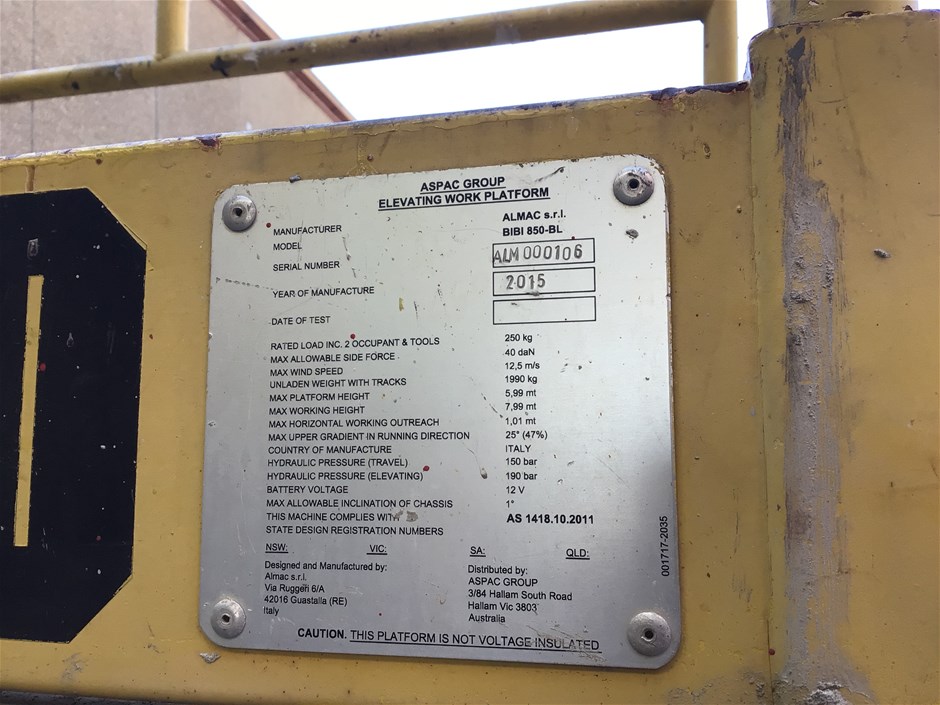 ASPAC GROUP
ELEVATING WORK PLATFORM
MANUFACTURER ALMAC s.r.l.
MODEL BIBI 850-BL
SERIAL NUMBER ALM000106
YEAR OF MANUFACTURE 2015
DATE OF TEST
RATED LOAD INC. 2 OCCUPANT & TOOLS 250 kg
MAX ALLOWABLE SIDE FORCE 40 daN
MAX WIND SPEED 12,5 m/s
UNLADEN WEIGHT WITH TRACKS 1990 kg
MAX PLATFORM HEIGHT 5,99 mt
MAX WORKING HEIGHT 7,99 mt
MAX HORIZONTAL WORKING OUTREACH 1,01 mt
MAX UPPER GRADIENT IN RUNNING DIRECTION 25° (47%)
COUNTRY OF MANUFACTURE ITALY
HYDRAULIC PRESSURE (TRAVEL) 150 bar
HYDRAULIC PRESSURE (ELEVATING) 190 bar
BATTERY VOLTAGE 12 V
MAX ALLOWABLE INCLINATION OF CHASSIS 1°
THIS MACHINE COMPLIES WITH AS 1418.10.2011
STATE DESIGN REGISTRATION NUMBERS
NSW: VIC: SA: QLD:
Designed and Manufactured by:
Almac s.r.l.
Via Ruggeri 6/A
42016 Guastalla (RE)
Italy
Distributed by:
ASPAC GROUP
3/84 Hallam South Road
Hallam Vic 3803
Australia
CAUTION. THIS PLATFORM IS NOT VOLTAGE INSULATED
001717-2035